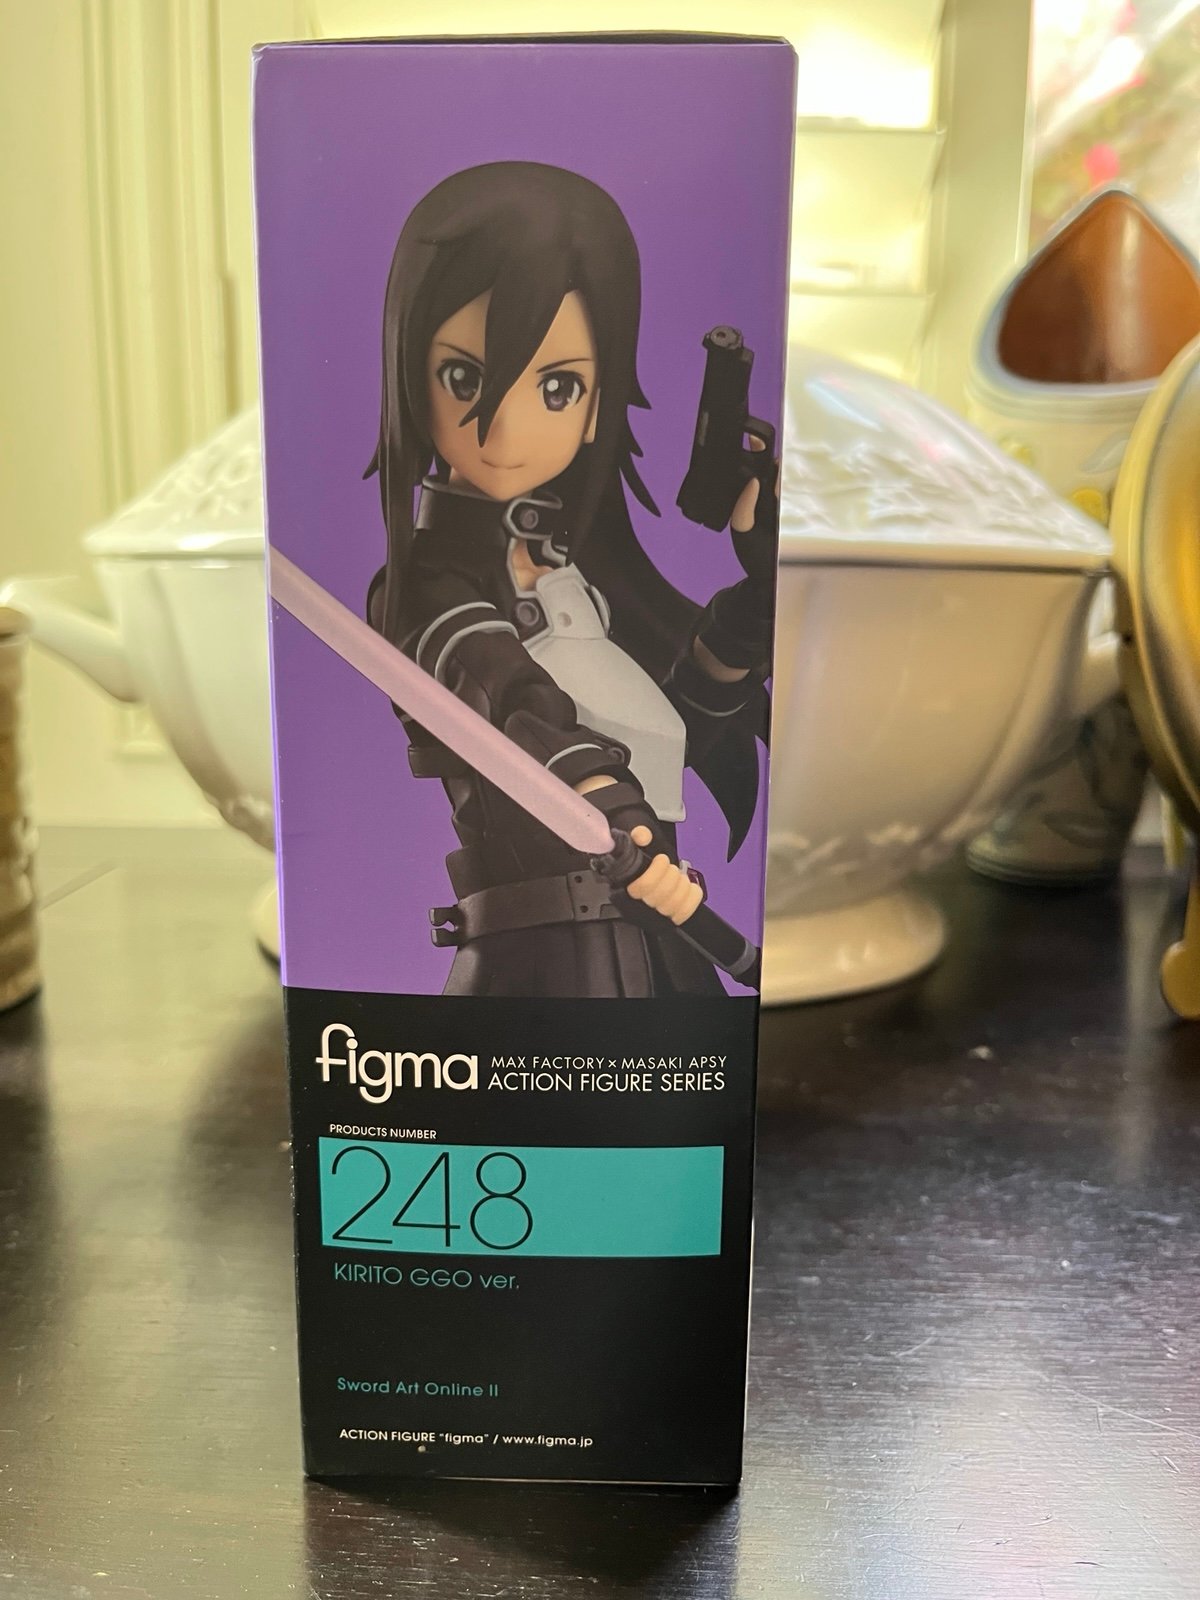 figma
MAX FACTORY × MASAKI APSY
ACTION FIGURE SERIES
PRODUCTS NUMBER
248
KIRITO GGO ver.
Sword Art Online II
ACTION FIGURE "figma" / www.figma.jp